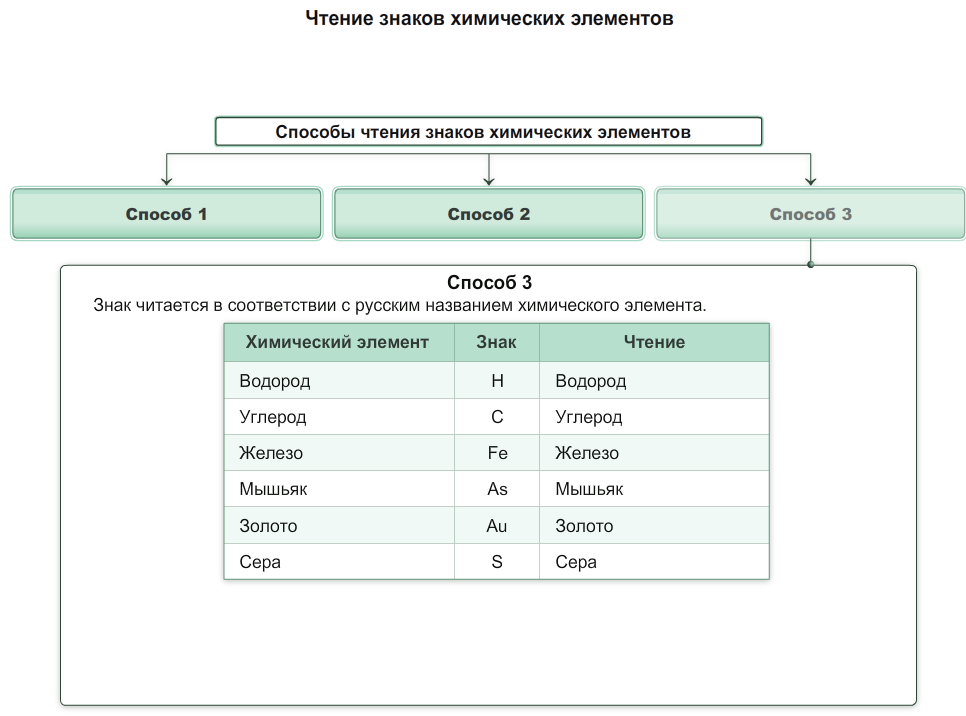 Чтение знаков химических элементов
Способы чтения знаков химических элементов
Способ 1 Способ 2 Способ 3
Способ 3
Знак читается в соответствии с русским названием химического элемента.
Химический элемент Знак Чтение
Водород H Водород
Углерод C Углерод
Железо Fe Железо
Мышьяк As Мышьяк
Золото Au Золото
Сера S Сера